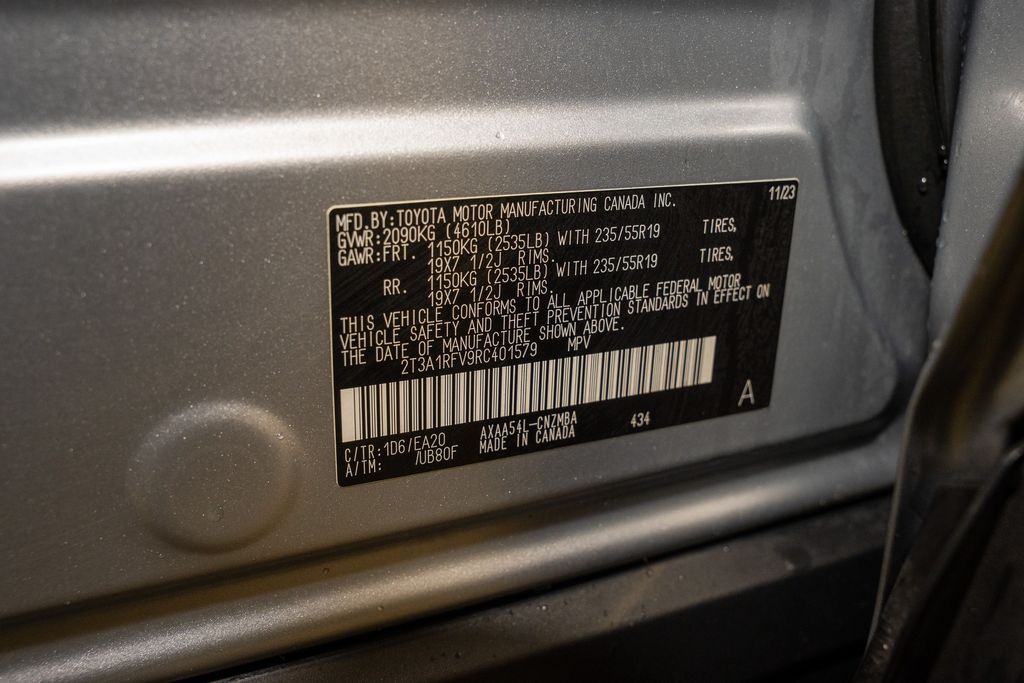 11/23
MFD.BY:TOYOTA MOTOR MANUFACTURING CANADA INC.
GVWR:2090KG (4610LB)
GAWR:FRT. 1150KG (2535LB) WITH 235/55R19 TIRES,
19X7 1/2J RIMS.
RR. 1150KG (2535LB) WITH 235/55R19 TIRES,
19X7 1/2J RIMS.
THIS VEHICLE CONFORMS TO ALL APPLICABLE FEDERAL MOTOR
VEHICLE SAFETY AND THEFT PREVENTION STANDARDS IN EFFECT ON
THE DATE OF MANUFACTURE SHOWN ABOVE.
2T3A1RFV9RC401579 MPV
A
C/TR:1D6/EA20 AXAA54L-CNZMBA 434
A/TM: /UB80F MADE IN CANADA